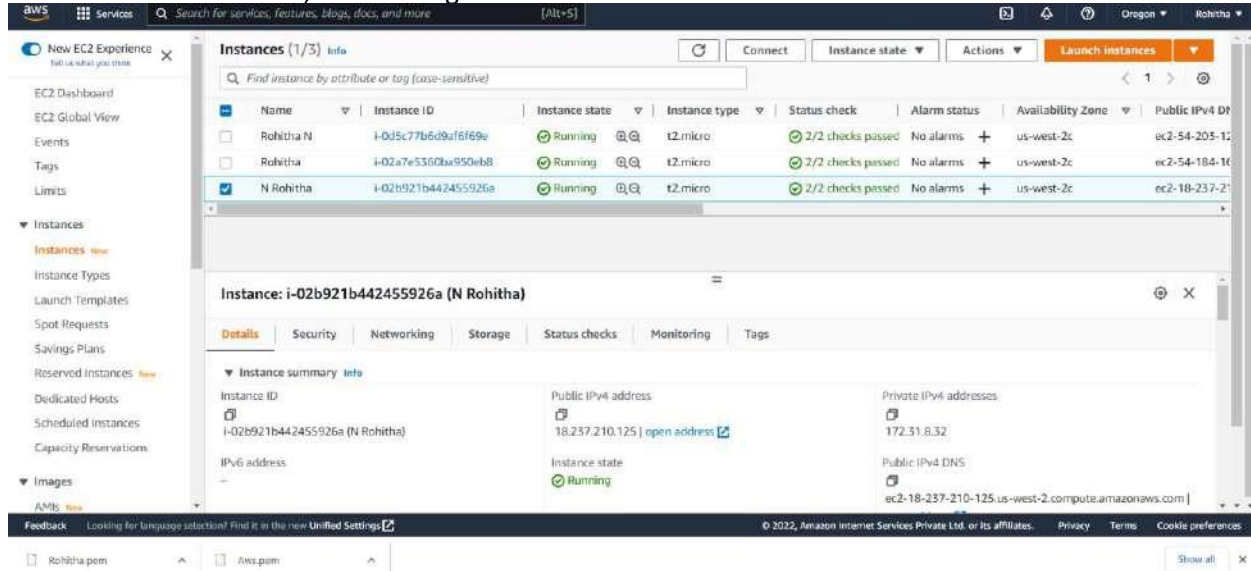 aws Services Search for services, features, blogs, docs, and more [Alt+S] Oregon Rohitha
New EC2 Experience
Tell us what you think
EC2 Dashboard
EC2 Global View
Events
Tags
Limits
Instances
Instances New
Instance Types
Launch Templates
Spot Requests
Savings Plans
Reserved Instances New
Dedicated Hosts
Scheduled Instances
Capacity Reservations
Images
AMIs New
Instances (1/3) Info Connect Instance state Actions Launch instances
Find instance by attribute or tag (case-sensitive) 1
Name Instance ID Instance state Instance type Status check Alarm status Availability Zone Public IPv4 DN
Rohitha N i-0d5c77b6d9af6f69e Running t2.micro 2/2 checks passed No alarms + us-west-2c ec2-54-203-12
Rohitha i-02a7e5360ba950eb8 Running t2.micro 2/2 checks passed No alarms + us-west-2c ec2-54-184-16
N Rohitha i-02b921b442455926a Running t2.micro 2/2 checks passed No alarms + us-west-2c ec2-18-237-21
Instance: i-02b921b442455926a (N Rohitha)
Details Security Networking Storage Status checks Monitoring Tags
Instance summary Info
Instance ID Public IPv4 address Private IPv4 addresses
i-02b921b442455926a (N Rohitha) 18.237.210.125 | open address 172.31.8.32
IPv6 address Instance state Public IPv4 DNS
– Running
ec2-18-237-210-125.us-west-2.compute.amazonaws.com |
Feedback Looking for language selection? Find it in the new Unified Settings © 2022, Amazon Internet Services Private Ltd. or its affiliates. Privacy Terms Cookie preferences
Rohitha.pem Aws.pem Show all